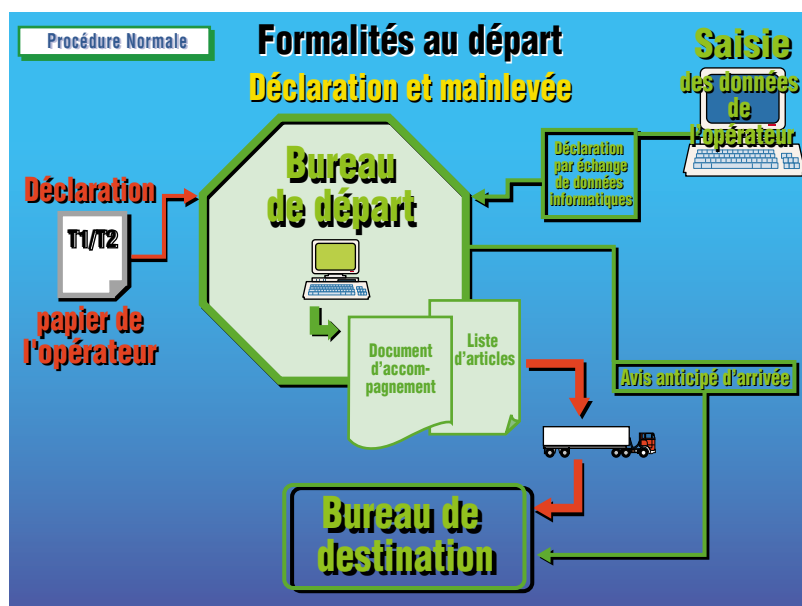 Procédure Normale
Formalités au départ
Déclaration et mainlevée
Saisie
des données
de
l'opérateur
Déclaration
par échange
de données
informatiques
Bureau
de départ
Déclaration
T1/T2
papier de
l'opérateur
Document
d'accom-
pagnement
Liste
d'articles
Avis anticipé d'arrivée
Bureau de
destination